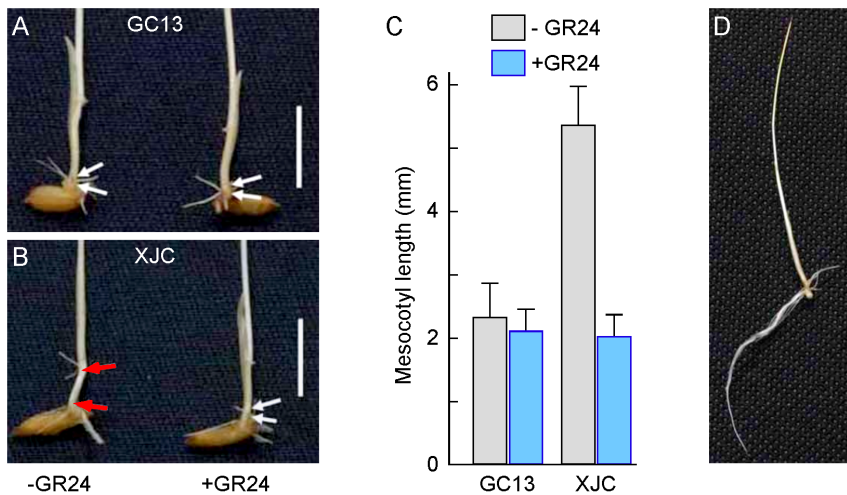 A
GC13
B
XJC
-GR24
+GR24
C
- GR24
+GR24
Mesocotyl length (mm)
6
4
2
0
GC13
XJC
D